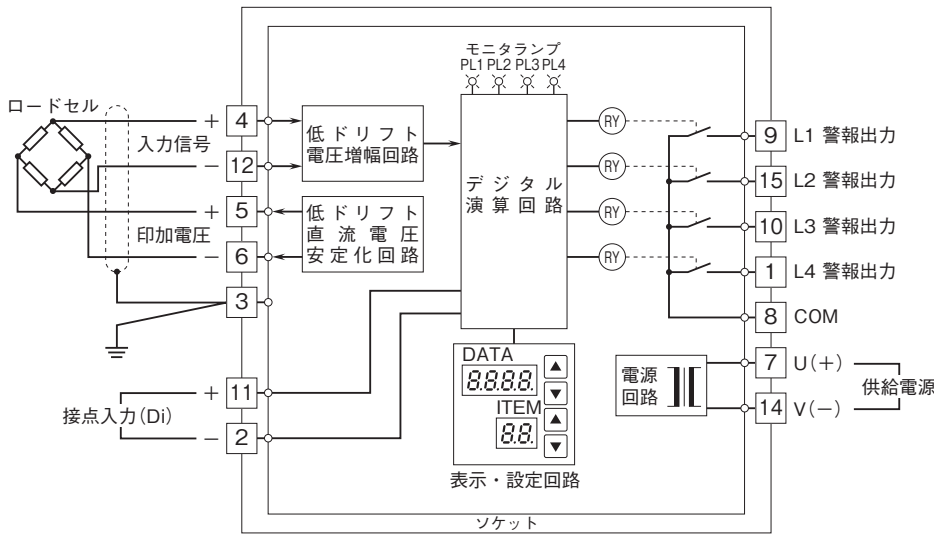 モニタランプ
PL1 PL2 PL3 PL4
ロードセル
+ 4
入力信号
− 12
+ 5
印加電圧
− 6
3
+ 11
接点入力(Di)
− 2
低ドリフト
電圧増幅回路
低ドリフト
直流電圧
安定化回路
デジタル
演算回路
RY
RY
RY
RY
9 L1 警報出力
15 L2 警報出力
10 L3 警報出力
1 L4 警報出力
8 COM
7 U(+)
供給電源
14 V(−)
電源
回路
DATA
8.8.8.8.
ITEM
8.8.
表示・設定回路
ソケット